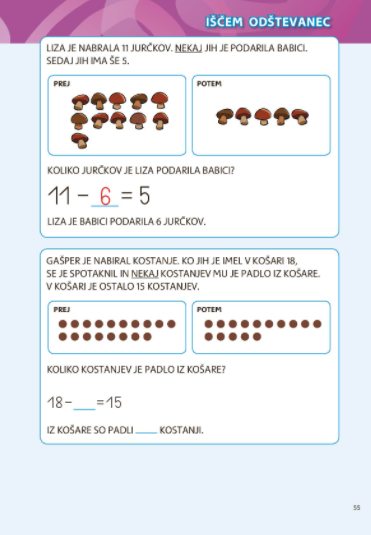 IŠČEM ODŠTEVANEC
LIZA JE NABRALA 11 JURČKOV. NEKAJ JIH JE PODARILA BABICI.
SEDAJ JIH IMA ŠE 5.
PREJ
POTEM
KOLIKO JURČKOV JE LIZA PODARILA BABICI?
11 – 6 = 5
LIZA JE BABICI PODARILA 6 JURČKOV.
GAŠPER JE NABIRAL KOSTANJE. KO JIH JE IMEL V KOŠARI 18,
SE JE SPOTAKNIL IN NEKAJ KOSTANJEV MU JE PADLO IZ KOŠARE.
V KOŠARI JE OSTALO 15 KOSTANJEV.
PREJ
POTEM
KOLIKO KOSTANJEV JE PADLO IZ KOŠARE?
18 – ___ = 15
IZ KOŠARE SO PADLI ____ KOSTANJI.
55